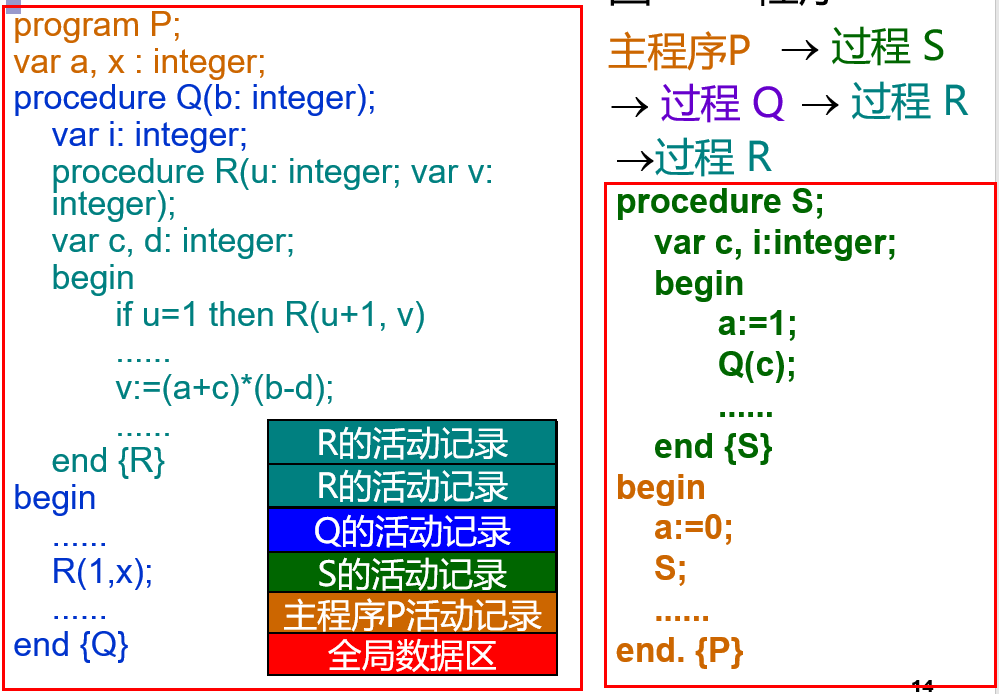 program P;
var a, x : integer;
procedure Q(b: integer);
var i: integer;
procedure R(u: integer; var v:
integer);
var c, d: integer;
begin
if u=1 then R(u+1, v)
......
v:=(a+c)*(b-d);
......
end {R}
begin
......
R(1,x);
......
end {Q}
R的活动记录
R的活动记录
Q的活动记录
S的活动记录
主程序P活动记录
全局数据区
主程序P → 过程 S
→ 过程 Q → 过程 R
→过程 R
procedure S;
var c, i:integer;
begin
a:=1;
Q(c);
......
end {S}
begin
a:=0;
S;
......
end. {P}
14